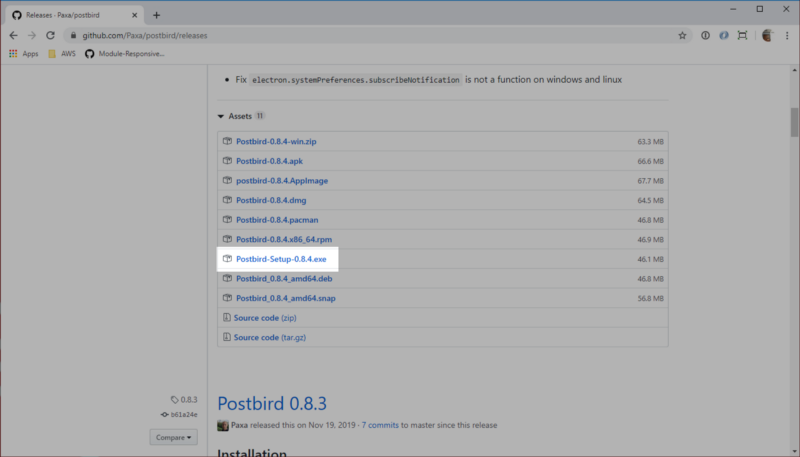 Releases · Paxa/postbird
github.com/Paxa/postbird/releases
Apps
AWS
Module-Responsive...
Fix electron.systemPreferences.subscribeNotification is not a function on windows and linux
Assets 11
Postbird-0.8.4-win.zip 63.3 MB
Postbird-0.8.4.apk 66.6 MB
postbird-0.8.4.AppImage 67.7 MB
Postbird-0.8.4.dmg 64.5 MB
Postbird-0.8.4.pacman 46.8 MB
Postbird-0.8.4.x86_64.rpm 46.9 MB
Postbird-Setup-0.8.4.exe 46.1 MB
Postbird_0.8.4_amd64.deb 46.8 MB
Postbird_0.8.4_amd64.snap 56.8 MB
Source code (zip)
Source code (tar.gz)
0.8.3
b61a24e
Compare
Postbird 0.8.3
Paxa released this on Nov 19, 2019 · 7 commits to master since this release
Installation